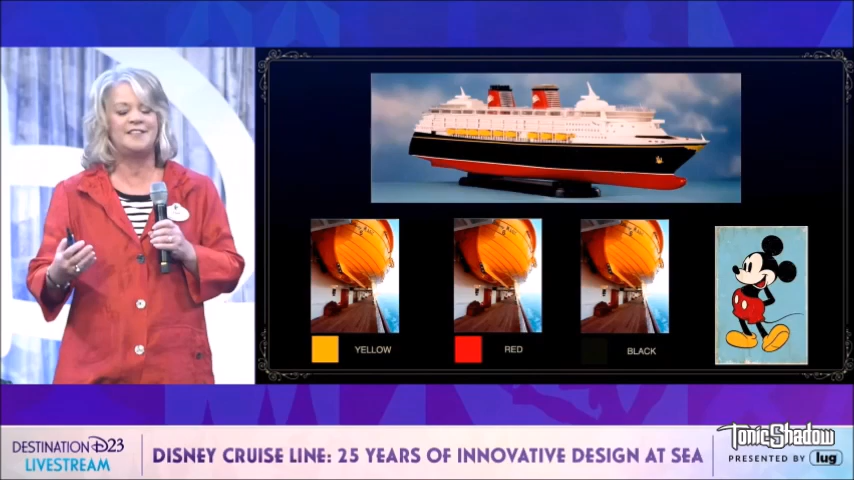 YELLOW
RED
BLACK
DESTINATION D23
LIVESTREAM
DISNEY CRUISE LINE: 25 YEARS OF INNOVATIVE DESIGN AT SEA
TonicShadow
PRESENTED BY lug